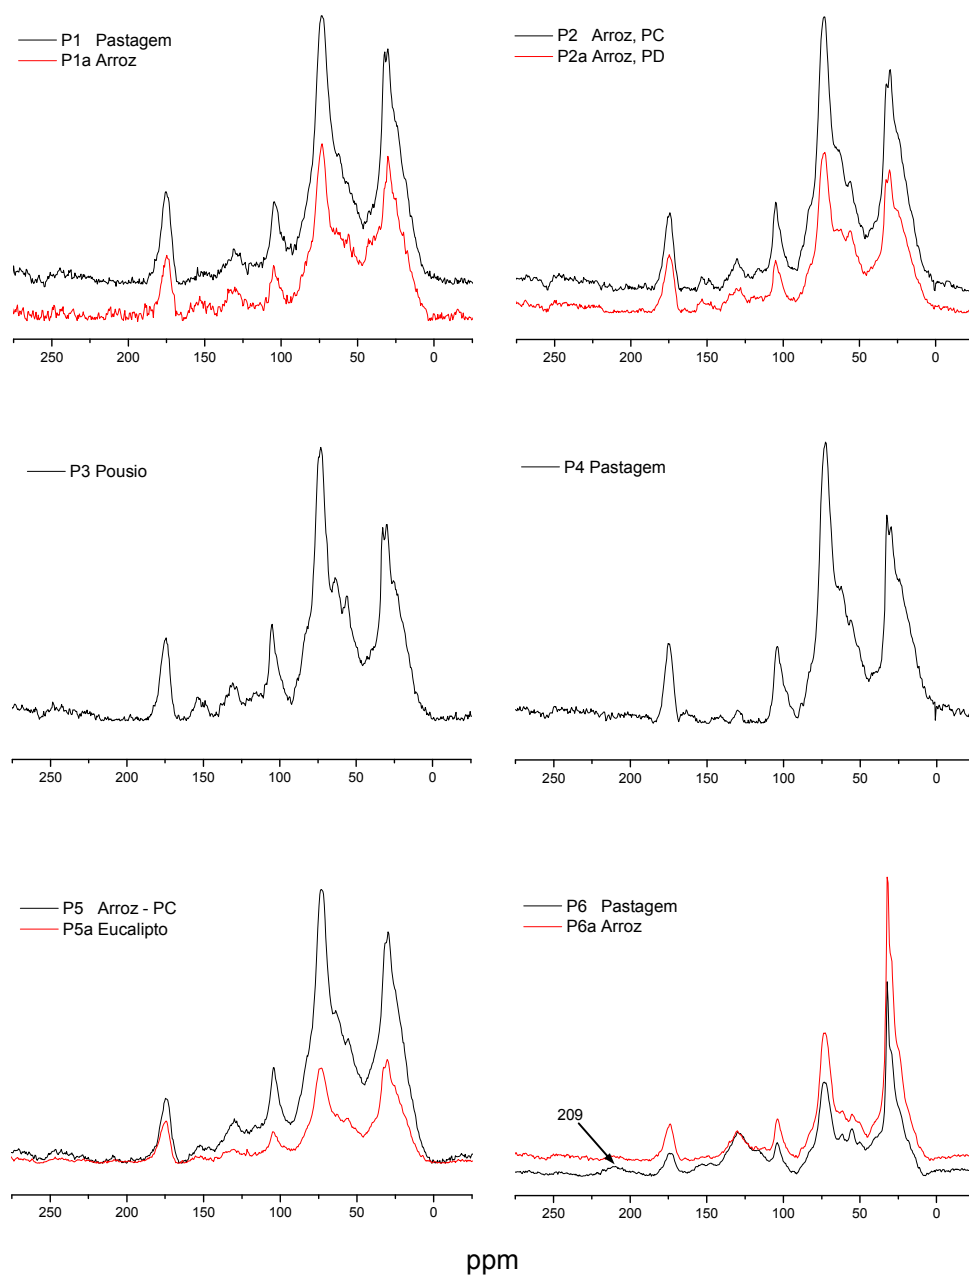 P1 Pastagem
P1a Arroz
250 200 150 100 50 0
P2 Arroz, PC
P2a Arroz, PD
250 200 150 100 50 0
P3 Pousio
250 200 150 100 50 0
P4 Pastagem
250 200 150 100 50 0
P5 Arroz - PC
P5a Eucalipto
250 200 150 100 50 0
P6 Pastagem
P6a Arroz
209
250 200 150 100 50 0
ppm